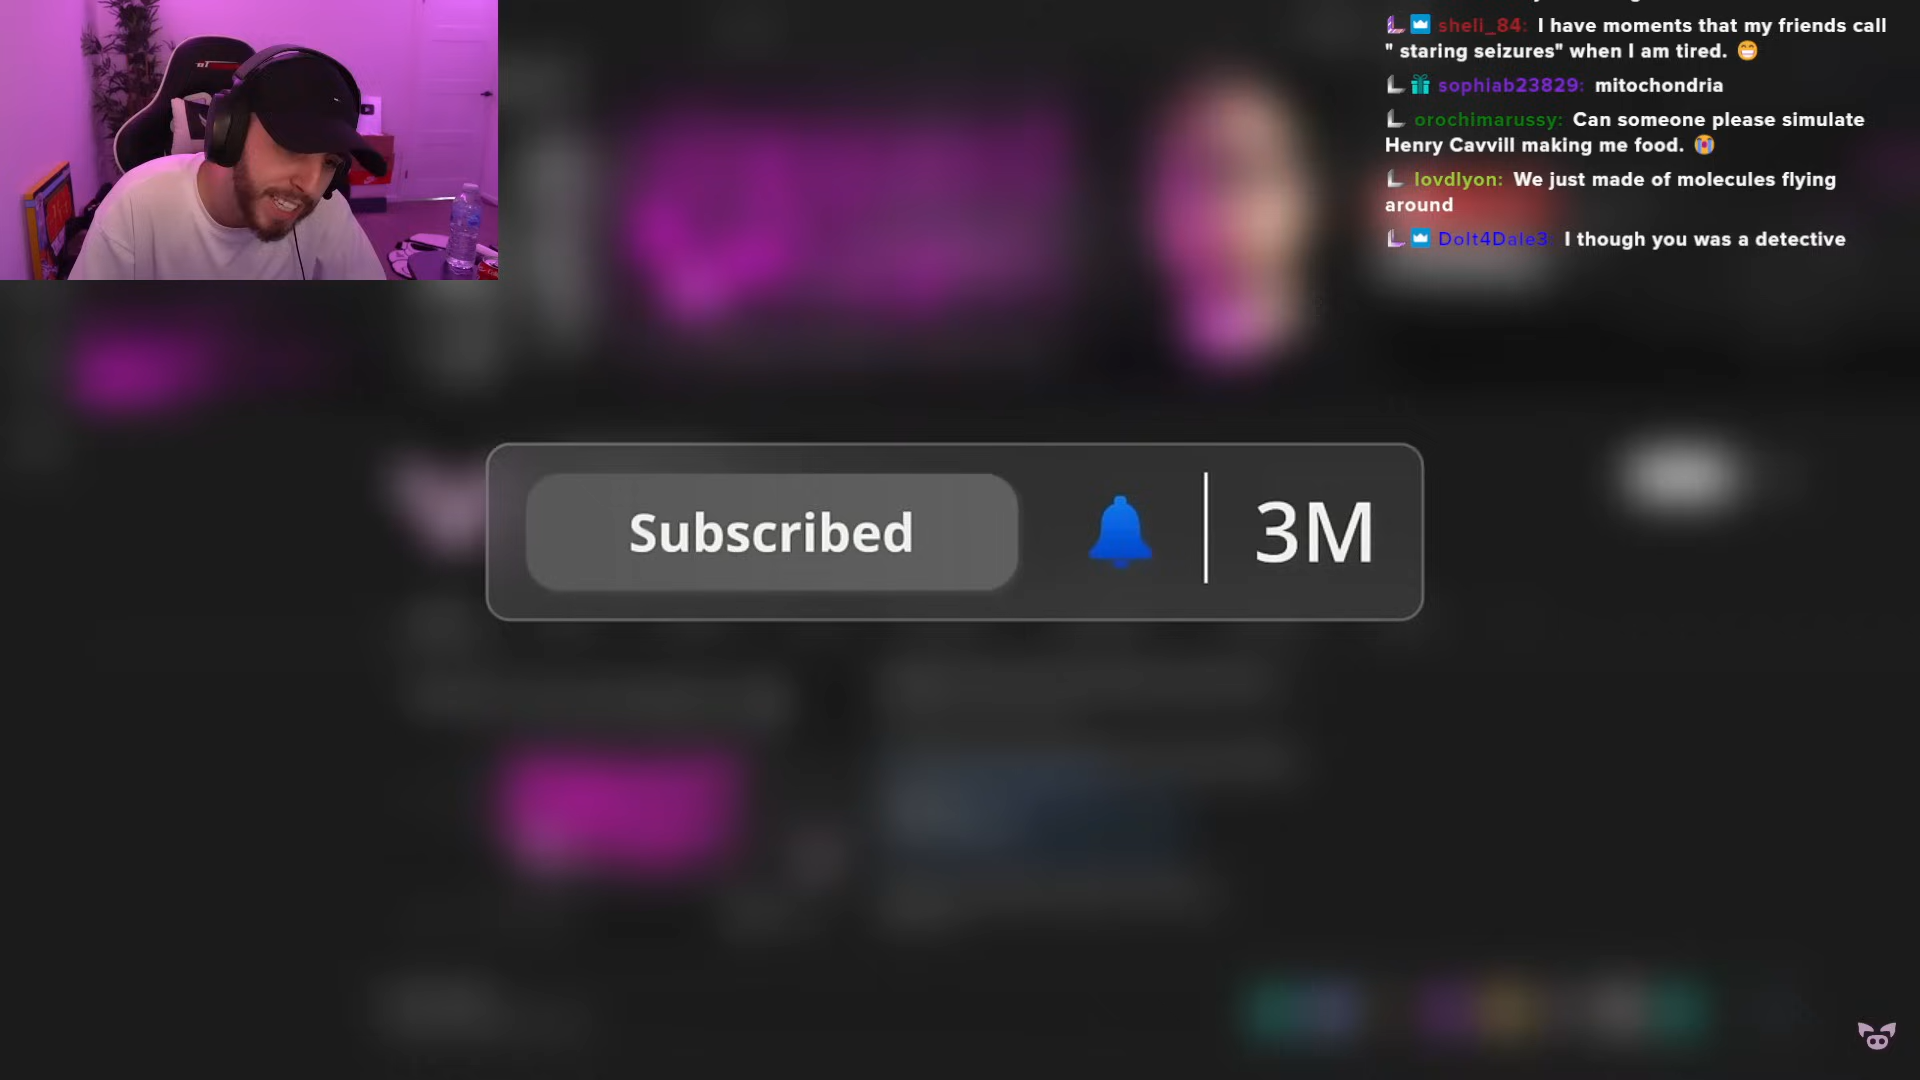 sheli_84: I have moments that my friends call
" staring seizures" when I am tired. 😁
sophiab23829: mitochondria
orochimarussy: Can someone please simulate
Henry Cavvill making me food. 😭
lovdlyon: We just made of molecules flying
around
DoIt4Dale3: I though you was a detective
Subscribed
3M